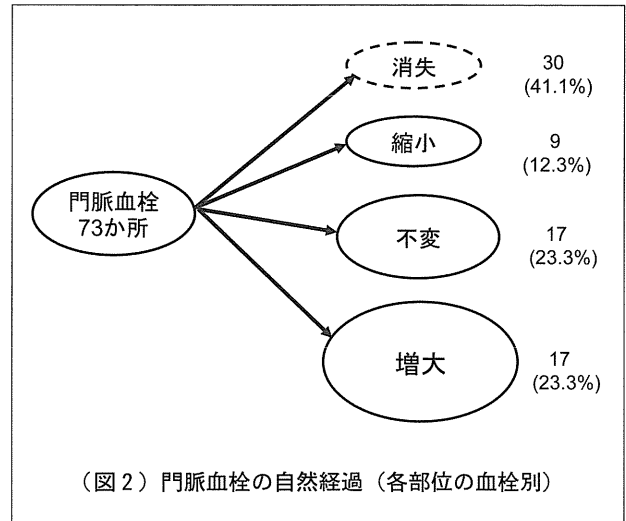 消失
30
(41.1%)
縮小
9
(12.3%)
門脈血栓
73か所
不変
17
(23.3%)
増大
17
(23.3%)
（図2）門脈血栓の自然経過（各部位の血栓別）